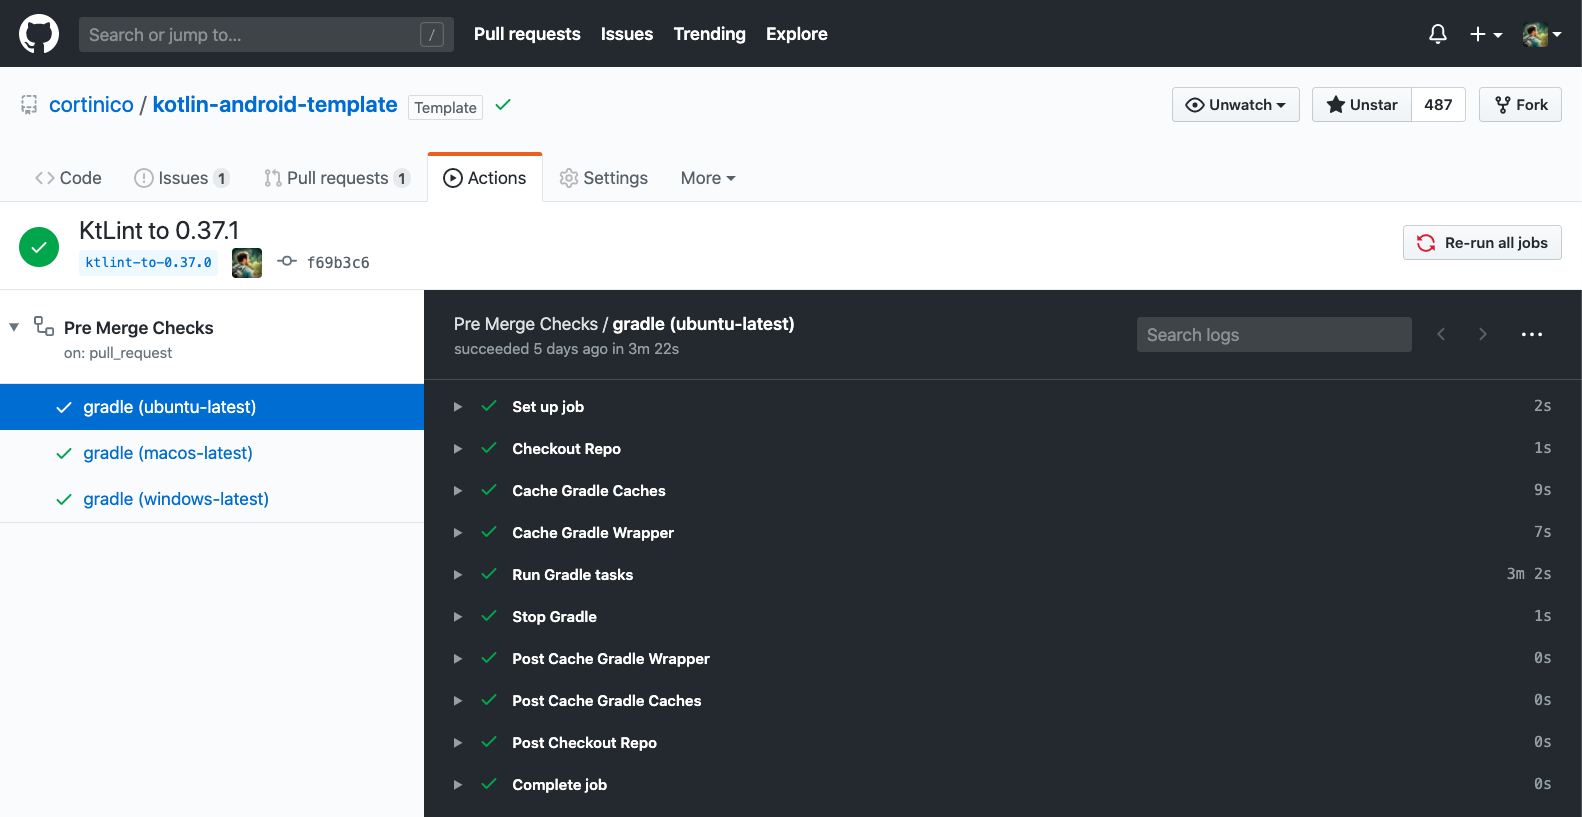 Search or jump to... / Pull requests Issues Trending Explore
cortinico / kotlin-android-template Template Unwatch Unstar 487 Fork
Code Issues 1 Pull requests 1 Actions Settings More
KtLint to 0.37.1
ktlint-to-0.37.0 f69b3c6
Re-run all jobs
Pre Merge Checks
on: pull_request
gradle (ubuntu-latest)
gradle (macos-latest)
gradle (windows-latest)
Pre Merge Checks / gradle (ubuntu-latest)
succeeded 5 days ago in 3m 22s
Search logs
Set up job 2s
Checkout Repo 1s
Cache Gradle Caches 9s
Cache Gradle Wrapper 7s
Run Gradle tasks 3m 2s
Stop Gradle 1s
Post Cache Gradle Wrapper 0s
Post Cache Gradle Caches 0s
Post Checkout Repo 0s
Complete job 0s